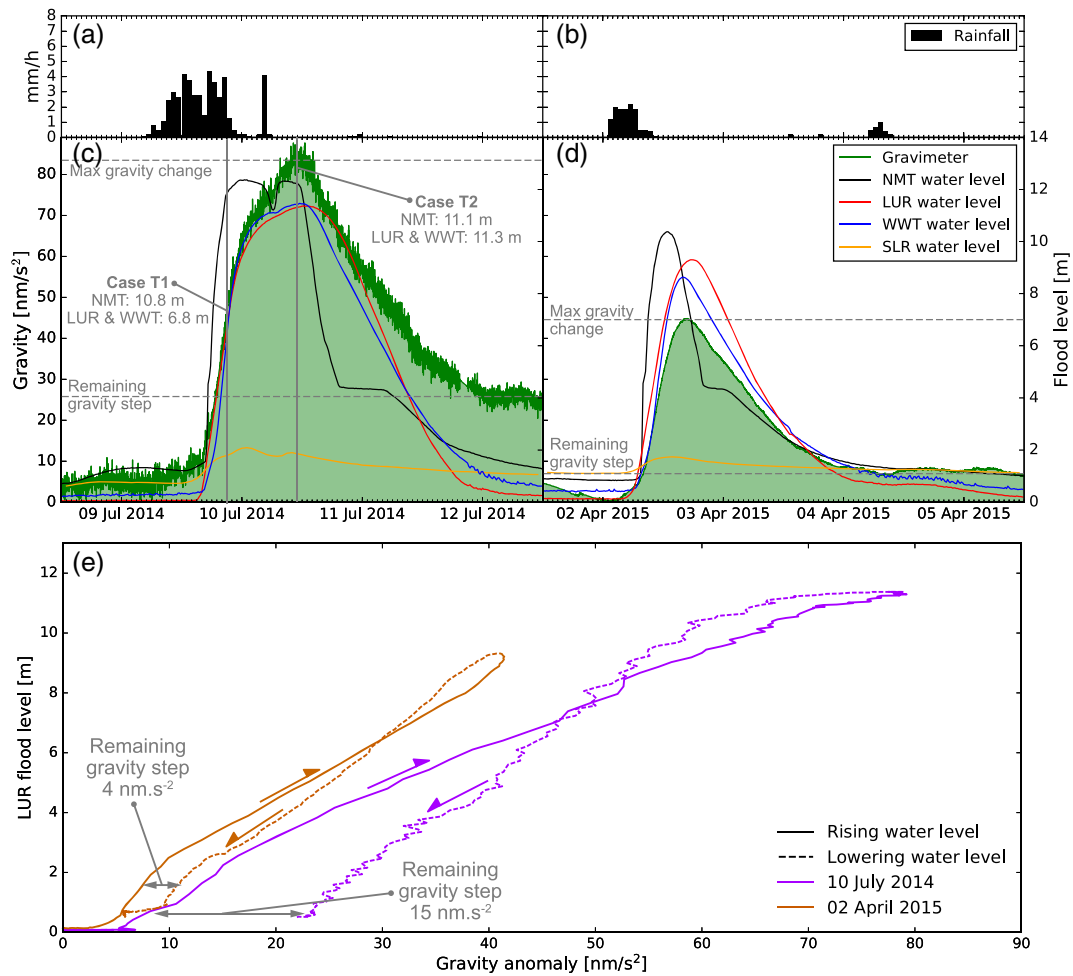 (a)
(b)
Rainfall
mm/h
8
7
6
5
4
3
2
1
0
(c)
(d)
14
12
10
8
6
4
2
0
Flood level [m]
Gravity [nm/s²]
80
70
60
50
40
30
20
10
0
Max gravity change
Case T2
NMT: 11.1 m
LUR & WWT: 11.3 m
Case T1
NMT: 10.8 m
LUR & WWT: 6.8 m
Remaining
gravity step
Gravimeter
NMT water level
LUR water level
WWT water level
SLR water level
Max gravity
change
Remaining
gravity step
09 Jul 2014
10 Jul 2014
11 Jul 2014
12 Jul 2014
02 Apr 2015
03 Apr 2015
04 Apr 2015
05 Apr 2015
(e)
LUR flood level [m]
12
10
8
6
4
2
0
Remaining
gravity step
4 nm.s⁻²
Remaining
gravity step
15 nm.s⁻²
Rising water level
Lowering water level
10 July 2014
02 April 2015
0
10
20
30
40
50
60
70
80
90
Gravity anomaly [nm/s²]